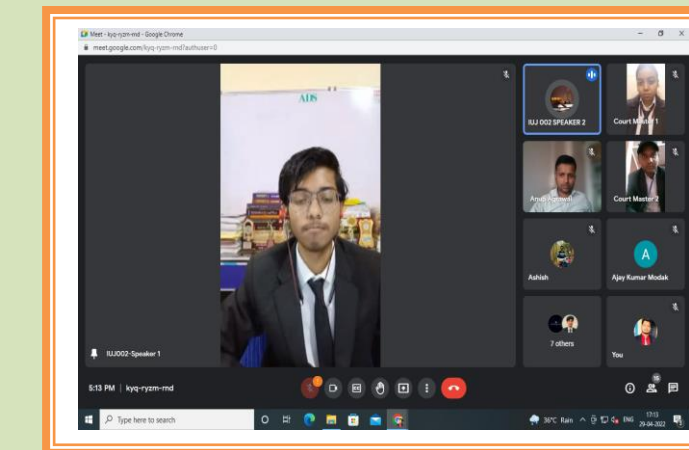 Meet - kyq-ryzm-rnd - Google Chrome
meet.google.com/kyq-ryzm-rnd?authuser=0
ADS
IUJ 002 SPEAKER 2
Court Master 1
Court Master 2
Ashish
A
Ajay Kumar Modak
7 others
You
IUJ002-Speaker 1
5:13 PM | kyq-ryzm-rnd
Type here to search
36°C Rain
ENG
17:13
29-04-2022